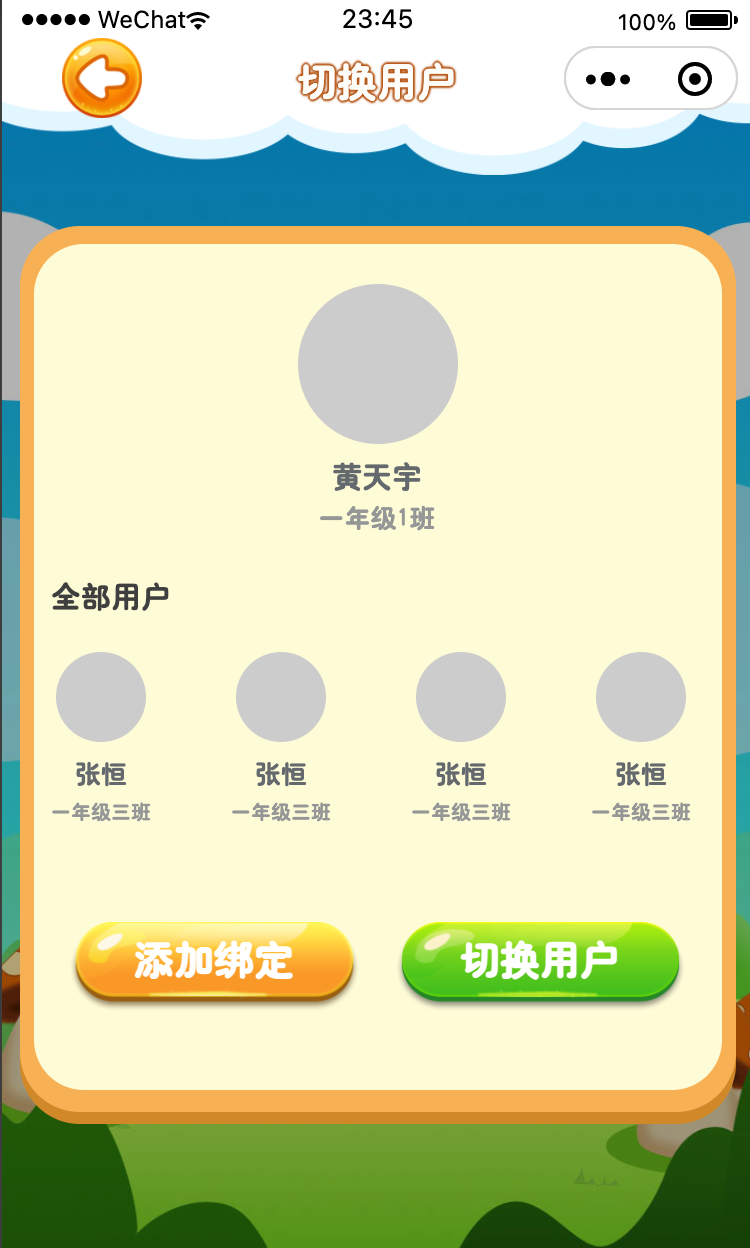 WeChat 23:45 100%
切换用户
黄天宇
一年级1班
全部用户
张恒 张恒 张恒 张恒
一年级三班 一年级三班 一年级三班 一年级三班
添加绑定 切换用户